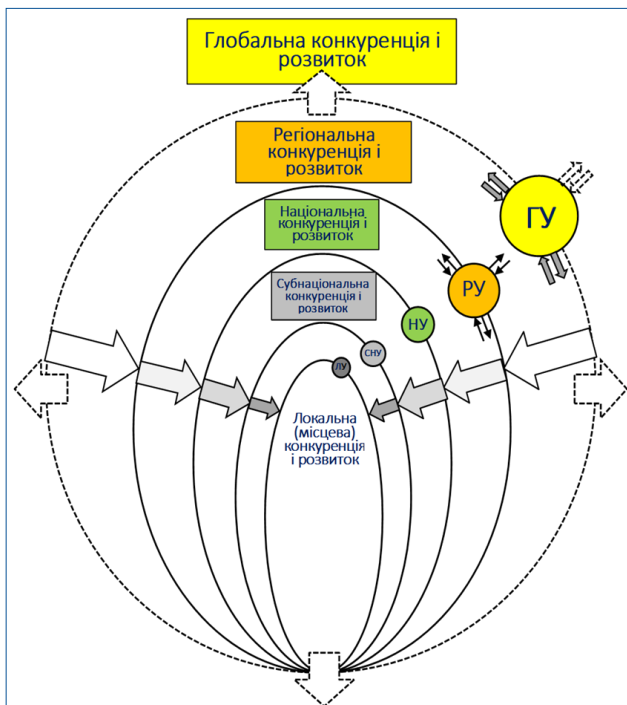 Глобальна конкуренція і
розвиток
Регіональна
конкуренція і
розвиток
Національна
конкуренція і
розвиток
ГУ
Субнаціональна
конкуренція і
розвиток
РУ
НУ
СНУ
ЛУ
Локальна
(місцева)
конкуренція
і розвиток